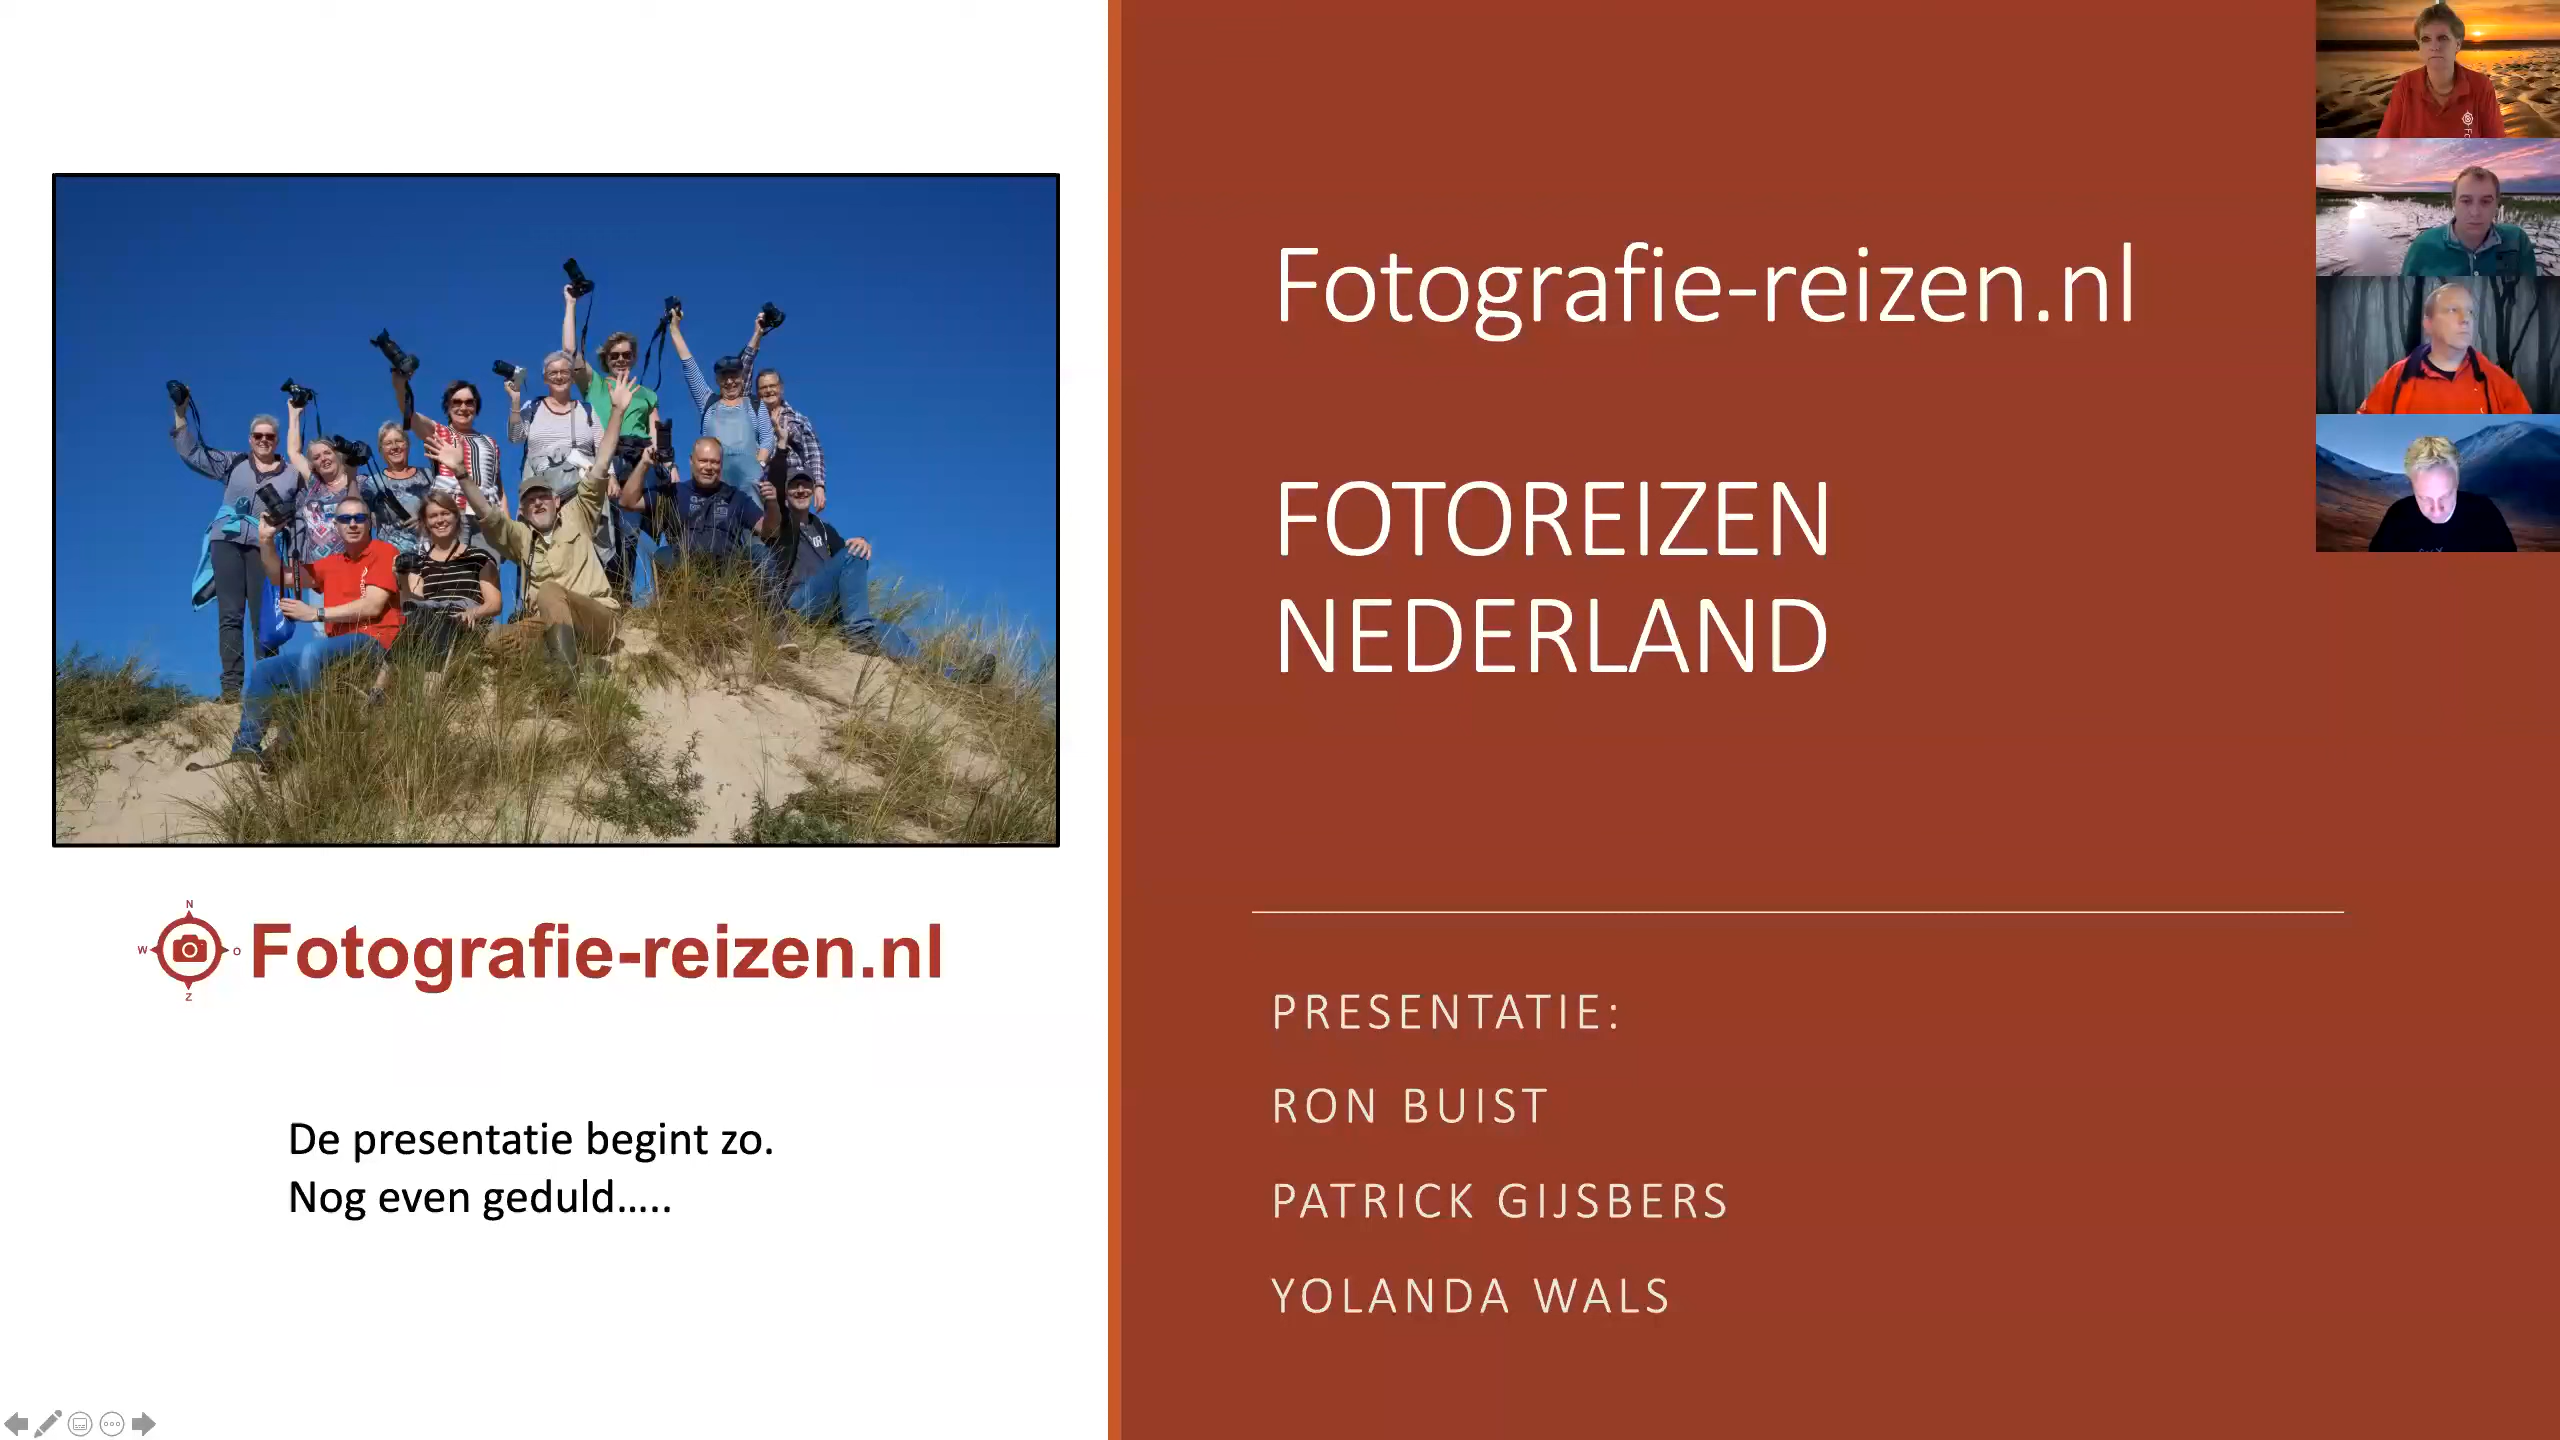 Fotografie-reizen.nl
FOTOREIZEN
NEDERLAND
N
W
O
Z
Fotografie-reizen.nl
De presentatie begint zo.
Nog even geduld…..
PRESENTATIE:
RON BUIST
PATRICK GIJSBERS
YOLANDA WALS